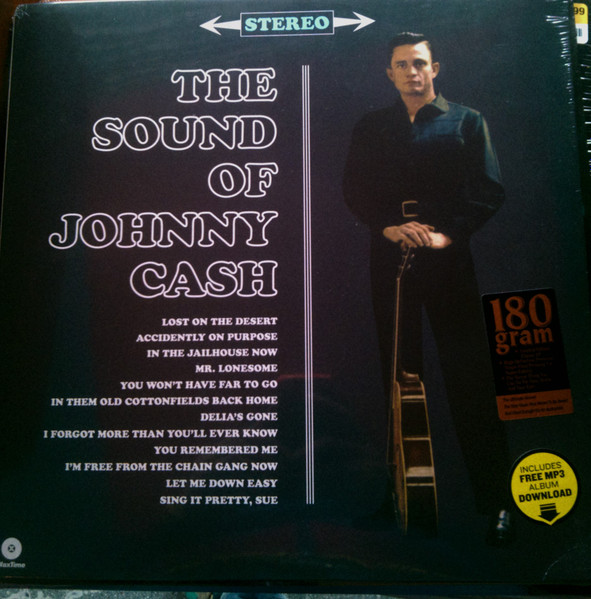 STEREO
99
THE
SOUND
OF
JOHNNY
CASH
LOST ON THE DESERT
ACCIDENTLY ON PURPOSE
IN THE JAILHOUSE NOW
MR. LONESOME
YOU WON'T HAVE FAR TO GO
IN THEM OLD COTTONFIELDS BACK HOME
DELIA'S GONE
I FORGOT MORE THAN YOU'LL EVER KNOW
YOU REMEMBERED ME
I'M FREE FROM THE CHAIN GANG NOW
LET ME DOWN EASY
SING IT PRETTY, SUE
180
gram
INCLUDES
FREE MP3
ALBUM
DOWNLOAD
WaxTime